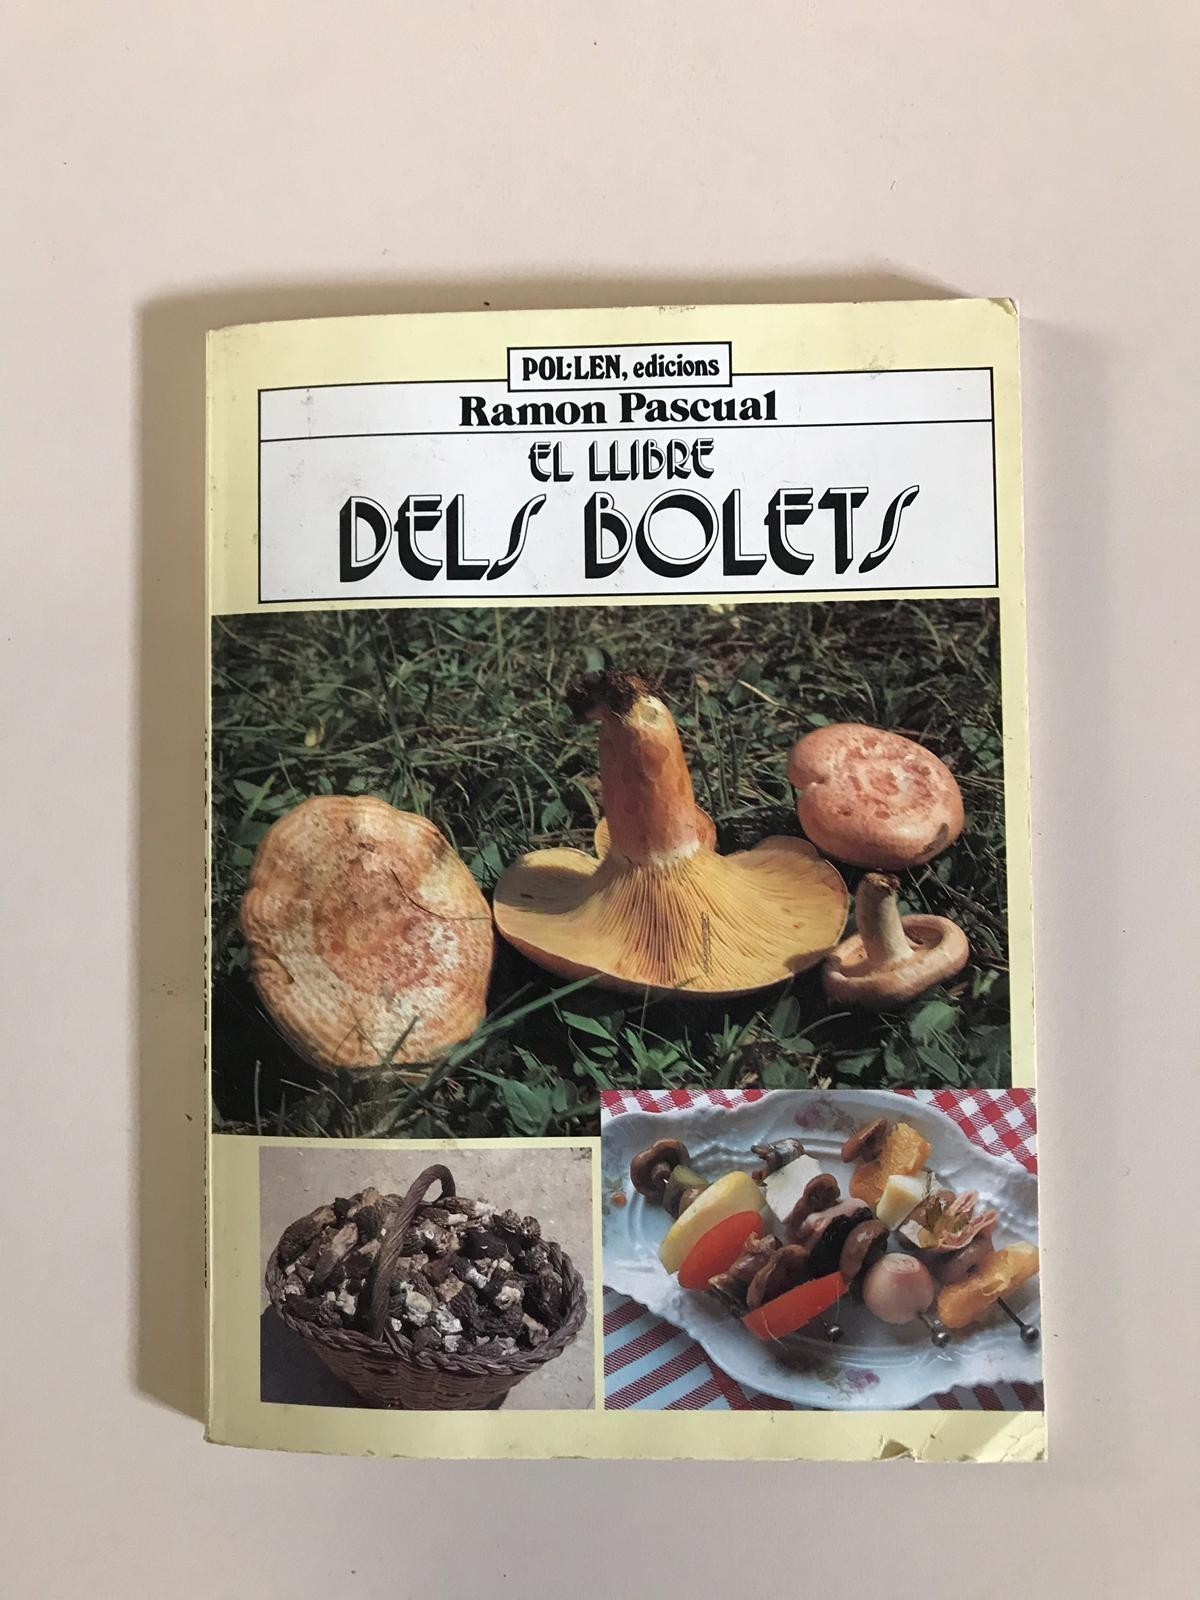 POL·LEN, edicions
Ramon Pascual
EL LLIBRE
DELS BOLETS